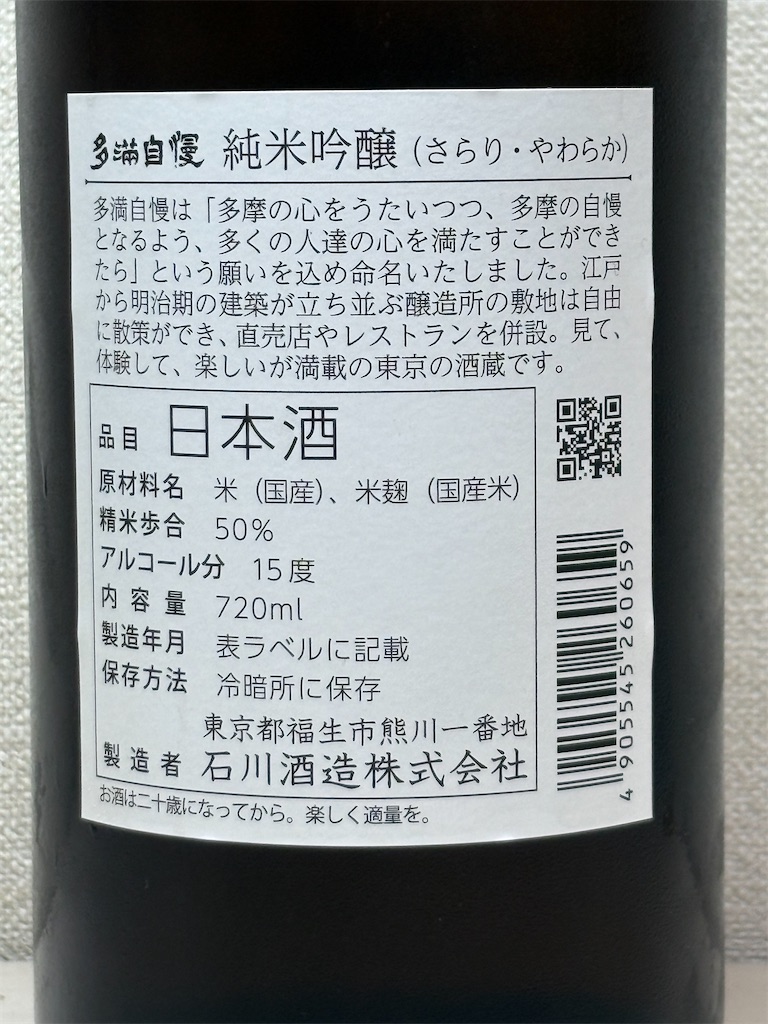 多満自慢 純米吟醸 (さらり・やわらか)
多満自慢は「多摩の心をうたいつつ、多摩の自慢
となるよう、多くの人達の心を満たすことができ
たら」という願いを込め命名いたしました。江戸
から明治期の建築が立ち並ぶ醸造所の敷地は自由
に散策ができ、直売店やレストランを併設。見て、
体験して、楽しいが満載の東京の酒蔵です。
品目 日本酒
原材料名 米（国産）、米麹（国産米）
精米歩合 50%
アルコール分 15度
内容量 720ml
製造年月 表ラベルに記載
保存方法 冷暗所に保存
東京都福生市熊川一番地
製造者 石川酒造株式会社
お酒は二十歳になってから。楽しく適量を。
4905545260659